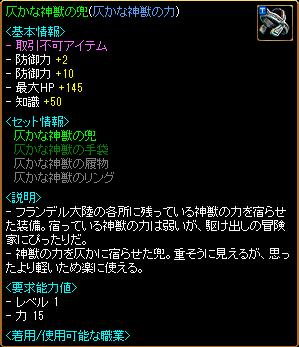 仄かな神獣の兜(仄かな神獣の力)
<基本情報>
- 取引不可アイテム
- 防御力 +2
- 防御力 +10
- 最大HP +145
- 知識 +50
<セット情報>
仄かな神獣の兜
仄かな神獣の手袋
仄かな神獣の履物
仄かな神獣のリング
<説明>
- フランデル大陸の各所に残っている神獣の力を宿らせ
た装備。宿っている神獣の力は弱いが、駆け出しの冒険
家にぴったりだ。
- 神獣の力を仄かに宿らせた兜。重そうに見えるが、思っ
たより軽いため楽に使える。
<要求能力値>
- レベル 1
- 力 15
<着用/使用可能な職業>